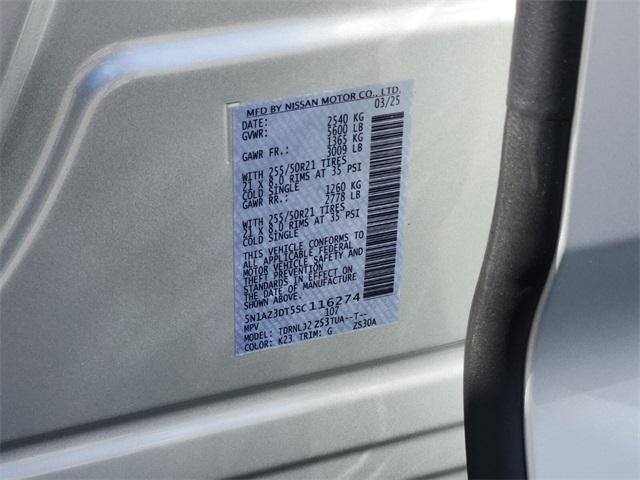 MFD BY NISSAN MOTOR CO., LTD.
DATE: 03/25
GVWR: 2540 KG
5600 LB
GAWR FR.: 1365 KG
3009 LB
WITH 255/50R21 TIRES
21 X 8.0 RIMS AT 35 PSI
COLD SINGLE
GAWR RR.: 1260 KG
2778 LB
WITH 255/50R21 TIRES
21 X 8.0 RIMS AT 35 PSI
COLD SINGLE
THIS VEHICLE CONFORMS TO
ALL APPLICABLE FEDERAL
MOTOR VEHICLE SAFETY AND
THEFT PREVENTION
STANDARDS IN EFFECT ON
THE DATE OF MANUFACTURE
SHOWN ABOVE.
5N1AZ3DT5SC116274
MPV 107
MODEL: TDRNLJ2 Z53TUA--T--
COLOR: K23 TRIM: G ZS30A